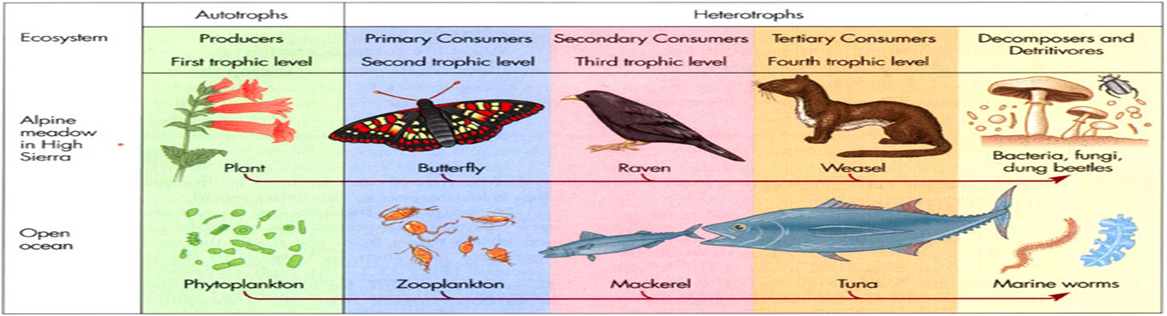 Autotrophs
Heterotrophs
Ecosystem
Producers
Primary Consumers
Secondary Consumers
Tertiary Consumers
Decomposers and
Detritivores
First trophic level
Second trophic level
Third trophic level
Fourth trophic level
Alpine
meadow
in High
Sierra
Plant
Butterfly
Raven
Weasel
Bacteria, fungi,
dung beetles
Open
ocean
Phytoplankton
Zooplankton
Mackerel
Tuna
Marine worms